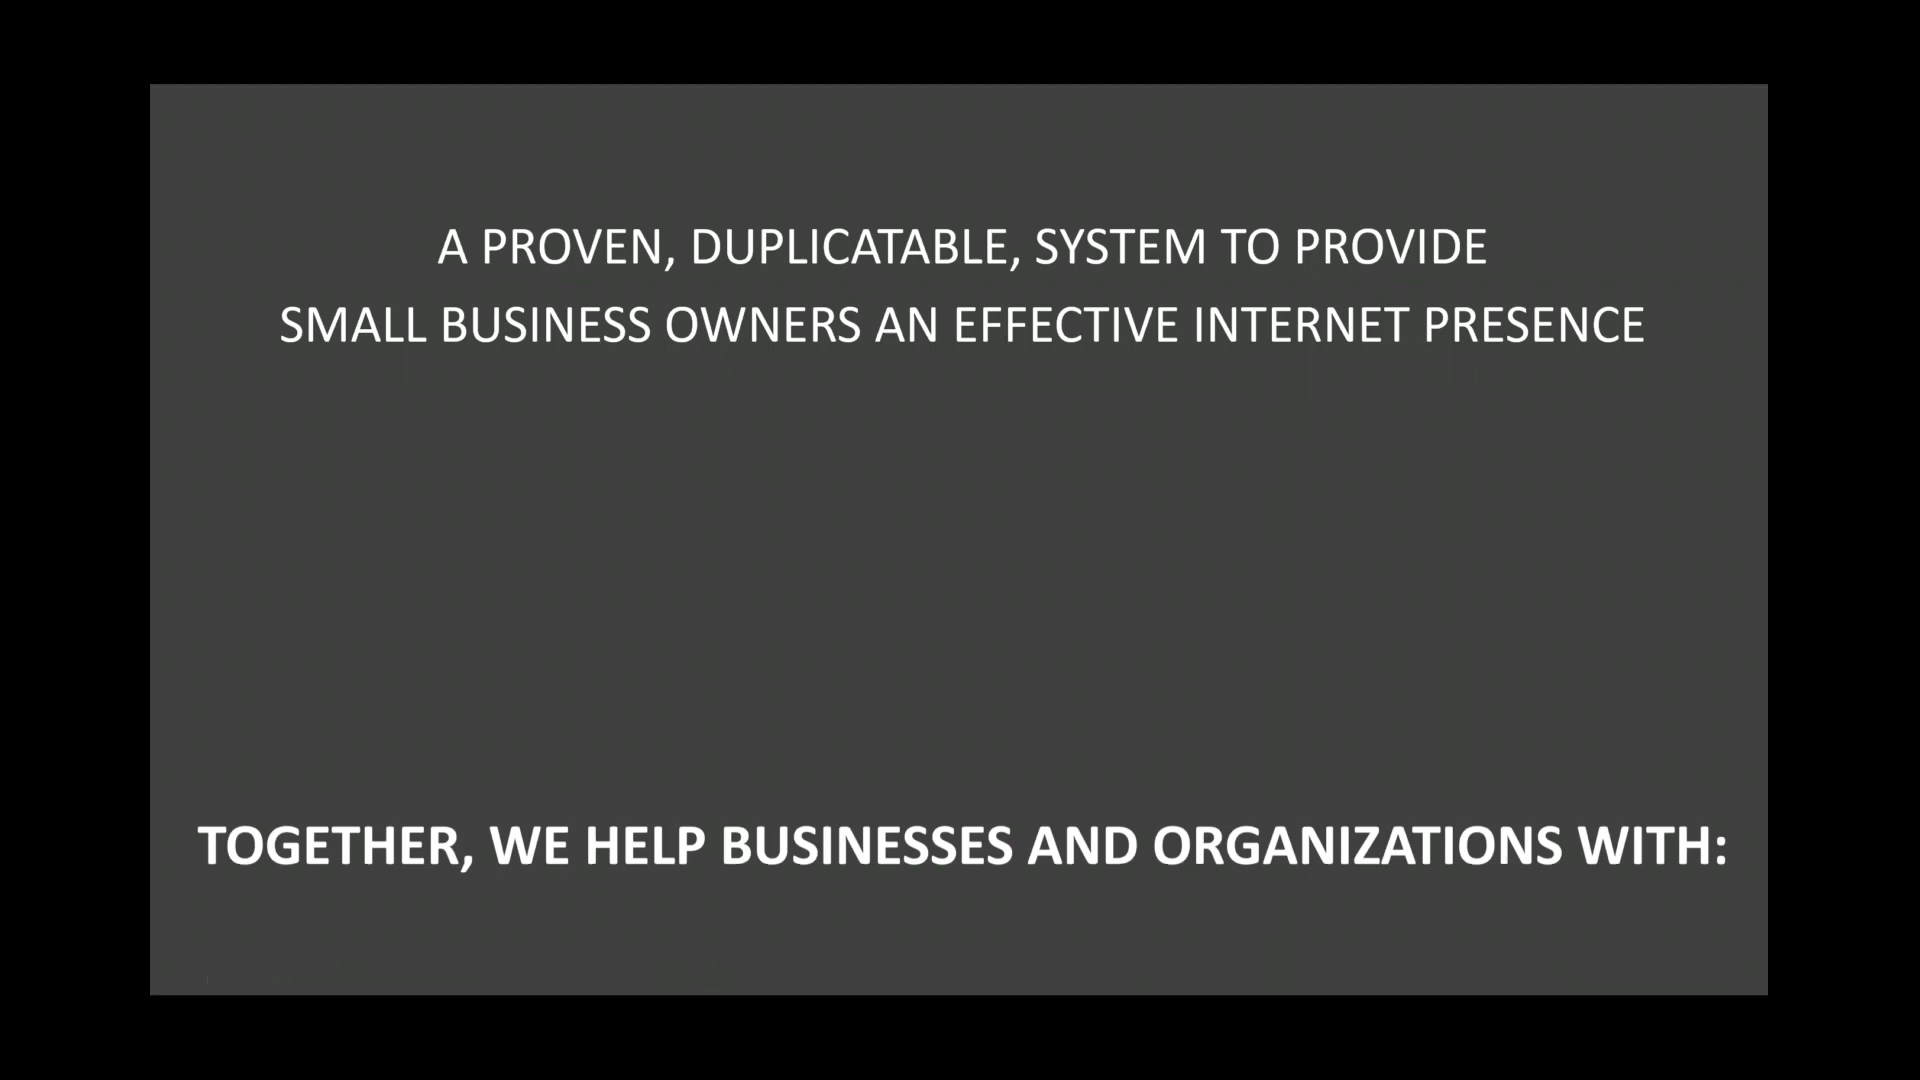 A PROVEN, DUPLICATABLE, SYSTEM TO PROVIDE
SMALL BUSINESS OWNERS AN EFFECTIVE INTERNET PRESENCE
TOGETHER, WE HELP BUSINESSES AND ORGANIZATIONS WITH: